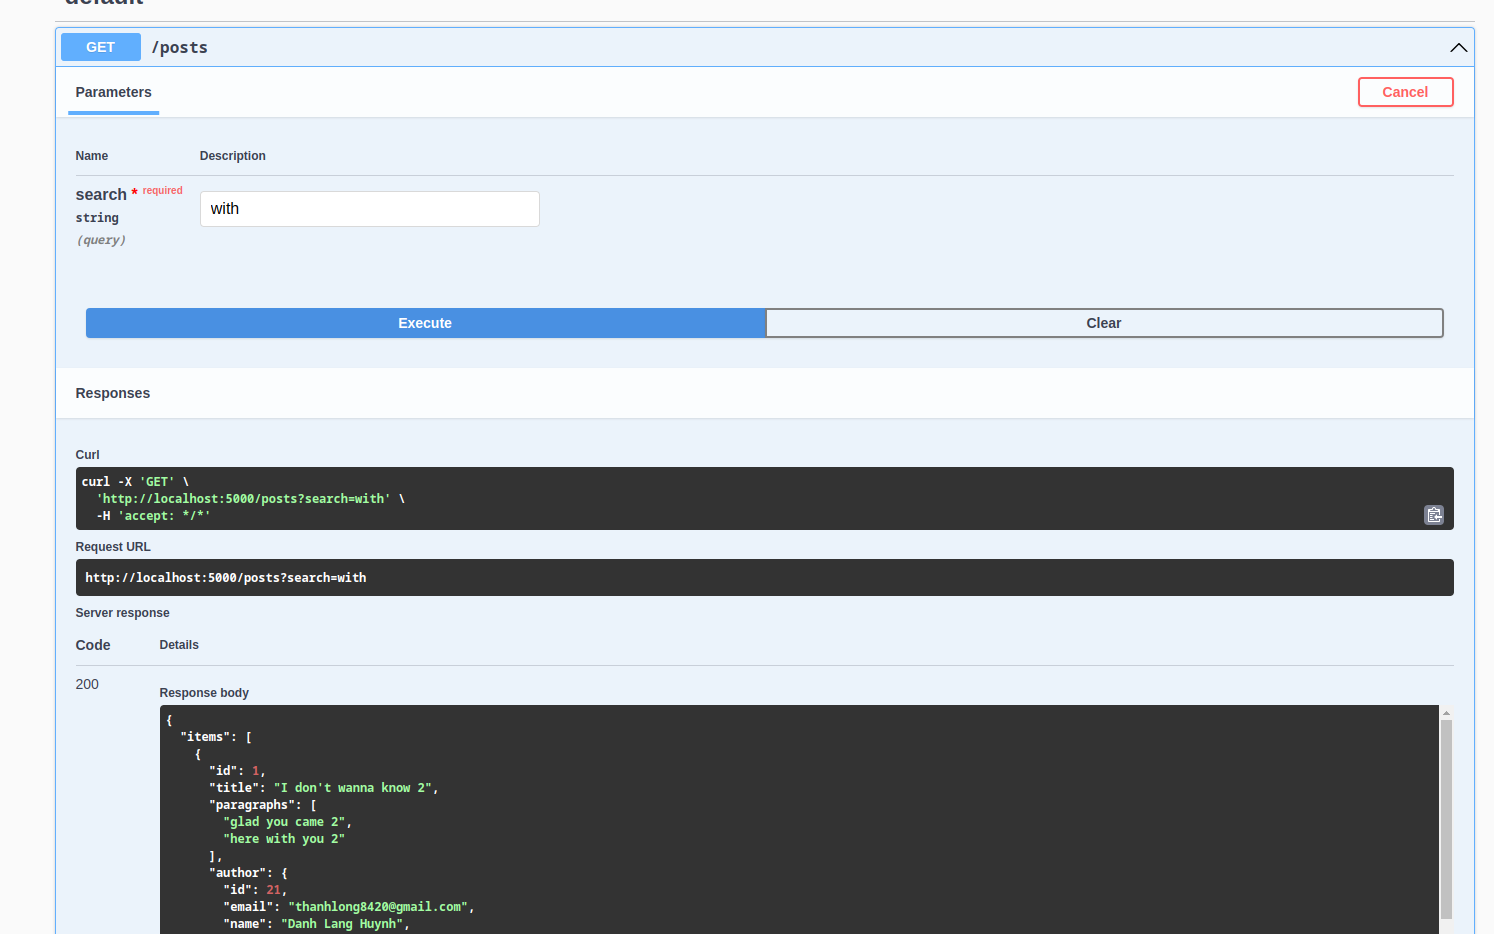 default
GET /posts
Parameters
Cancel
Name Description
search * required
string
(query)
with
Execute Clear
Responses
Curl
curl -X 'GET' \
  'http://localhost:5000/posts?search=with' \
  -H 'accept: */*'
Request URL
http://localhost:5000/posts?search=with
Server response
Code Details
200
Response body
{
  "items": [
    {
      "id": 1,
      "title": "I don't wanna know 2",
      "paragraphs": [
        "glad you came 2",
        "here with you 2"
      ],
      "author": {
        "id": 21,
        "email": "thanhlong8420@gmail.com",
        "name": "Danh Lang Huynh",